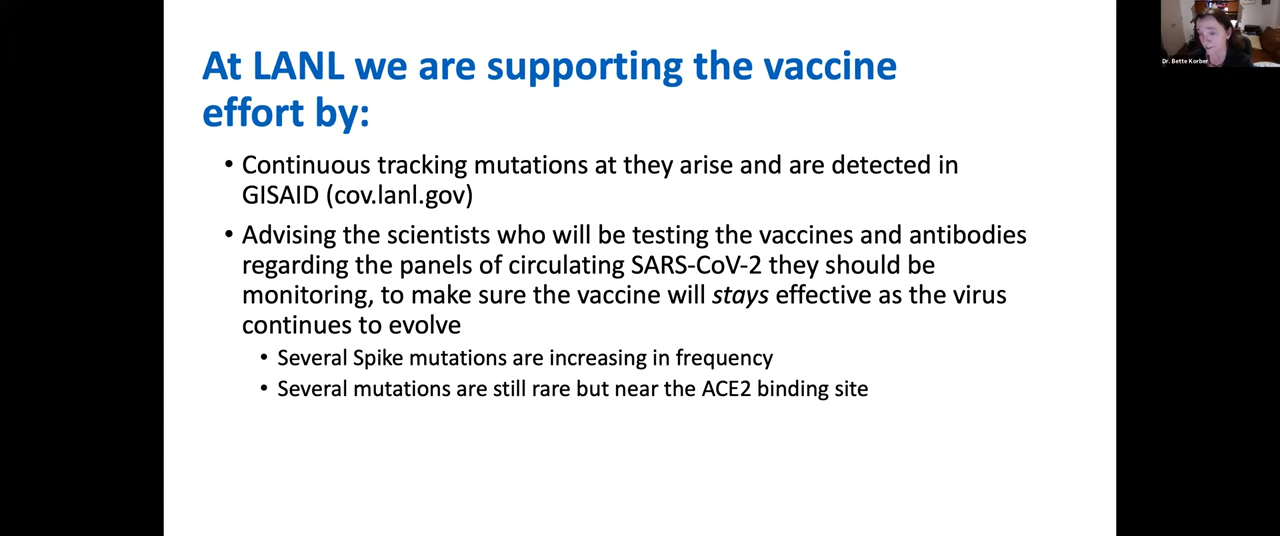 At LANL we are supporting the vaccine
effort by:
• Continuous tracking mutations at they arise and are detected in
GISAID (cov.lanl.gov)
• Advising the scientists who will be testing the vaccines and antibodies
regarding the panels of circulating SARS-CoV-2 they should be
monitoring, to make sure the vaccine will stays effective as the virus
continues to evolve
• Several Spike mutations are increasing in frequency
• Several mutations are still rare but near the ACE2 binding site
Dr. Bette Korber